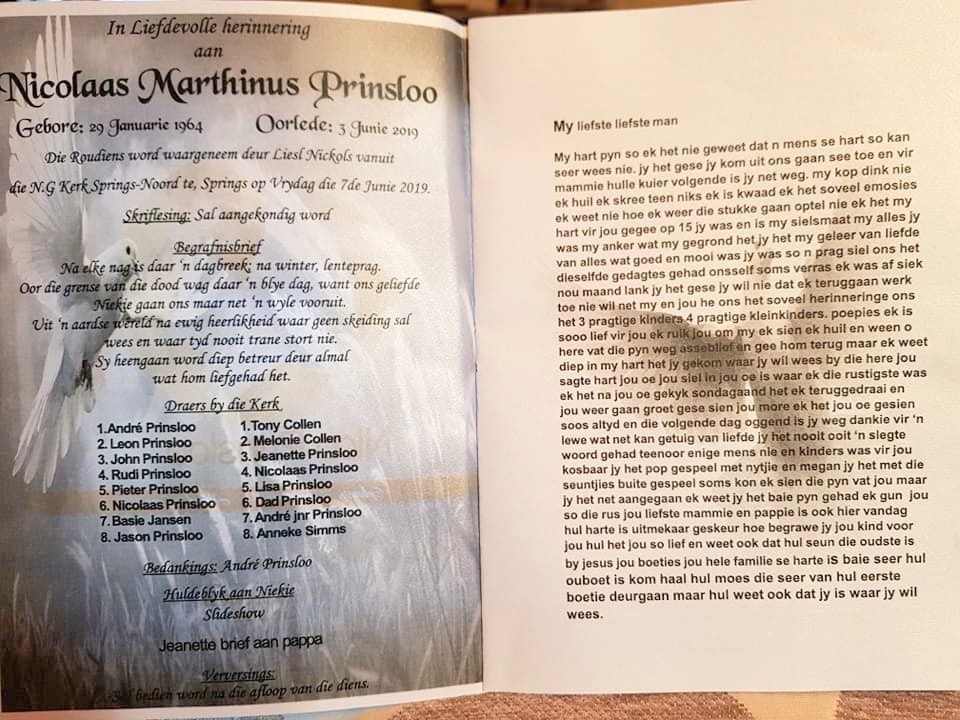 In Liefdevolle herinnering
aan
Nicolaas Marthinus Prinsloo
Gebore: 29 Januarie 1964 Oorlede: 3 Junie 2019
Die Roudiens word waargeneem deur Liesl Nickols vanuit
die N.G Kerk Springs-Noord te, Springs op Vrydag die 7de Junie 2019.
Skriflesing: Sal aangekondig word
Begrafnisbrief
Na elke nag is daar 'n dagbreek; na winter, lenteprag.
Oor die grense van die dood wag daar 'n blye dag, want ons geliefde
Niekie gaan ons maar net 'n wyle vooruit.
Uit 'n aardse wêreld na ewig heerlikheid waar geen skeiding sal
wees en waar tyd nooit trane stort nie.
Sy heengaan word diep betreur deur almal
wat hom liefgehad het.
Draers by die Kerk
1.André Prinsloo 1.Tony Collen
2. Leon Prinsloo 2. Melonie Collen
3. John Prinsloo 3. Jeanette Prinsloo
4. Rudi Prinsloo 4. Nicolaas Prinsloo
5. Pieter Prinsloo 5. Lisa Prinsloo
6. Nicolaas Prinsloo 6. Dad Prinsloo
7. Basie Jansen 7. André jnr Prinsloo
8. Jason Prinsloo 8. Anneke Simms
Bedankings: André Prinsloo
Huldeblyk aan Niekie
Slideshow
Jeanette brief aan pappa
Verversings:
Sal bedien word na die afloop van die diens.
My liefste liefste man
My hart pyn so ek het nie geweet dat n mens se hart so kan
seer wees nie. jy het gese jy kom uit ons gaan see toe en vir
mammie hulle kuier volgende is jy net weg. my kop dink nie
ek huil ek skree teen niks ek is kwaad ek het soveel emosies
ek weet nie hoe ek weer die stukke gaan optel nie ek het my
hart vir jou gegee op 15 jy was en is my sielsmaat my alles jy
was my anker wat my gegrond het jy het my geleer van liefde
van alles wat goed en mooi was jy was so n prag siel ons het
dieselfde gedagtes gehad onsself soms verras ek was af siek
nou maand lank jy het gese jy wil nie dat ek teruggaan werk
toe nie wil net my en jou he ons het soveel herinneringe ons
het 3 pragtige kinders 4 pragtige kleinkinders. poepies ek is
sooo lief vir jou ek ruik jou om my ek sien ek huil en ween o
here vat die pyn weg asseblief en gee hom terug maar ek weet
diep in my hart het jy gekom waar jy wil wees by die here jou
sagte hart jou oe jou siel in jou oe is waar ek die rustigste was
ek het na jou oe gekyk sondagaand het ek teruggedraai en
jou weer gaan groet gese sien jou more ek het jou oe gesien
soos altyd en die volgende dag oggend is jy weg dankie vir 'n
lewe wat net kan getuig van liefde jy het nooit ooit 'n slegte
woord gehad teenoor enige mens nie en kinders was vir jou
kosbaar jy het pop gespeel met nytjie en megan jy het met die
seuntjies buite gespeel soms kon ek sien die pyn vat jou maar
jy het net aangegaan ek weet jy het baie pyn gehad ek gun jou
so die rus jou liefste mammie en pappie is ook hier vandag
hul harte is uitmekaar geskeur hoe begrawe jy jou kind voor
jou hul het jou so lief en weet ook dat hul seun die oudste is
by jesus jou boeties jou hele familie se harte is baie seer hul
ouboet is kom haal hul moes die seer van hul eerste
boetie deurgaan maar hul weet ook dat jy is waar jy wil
wees.